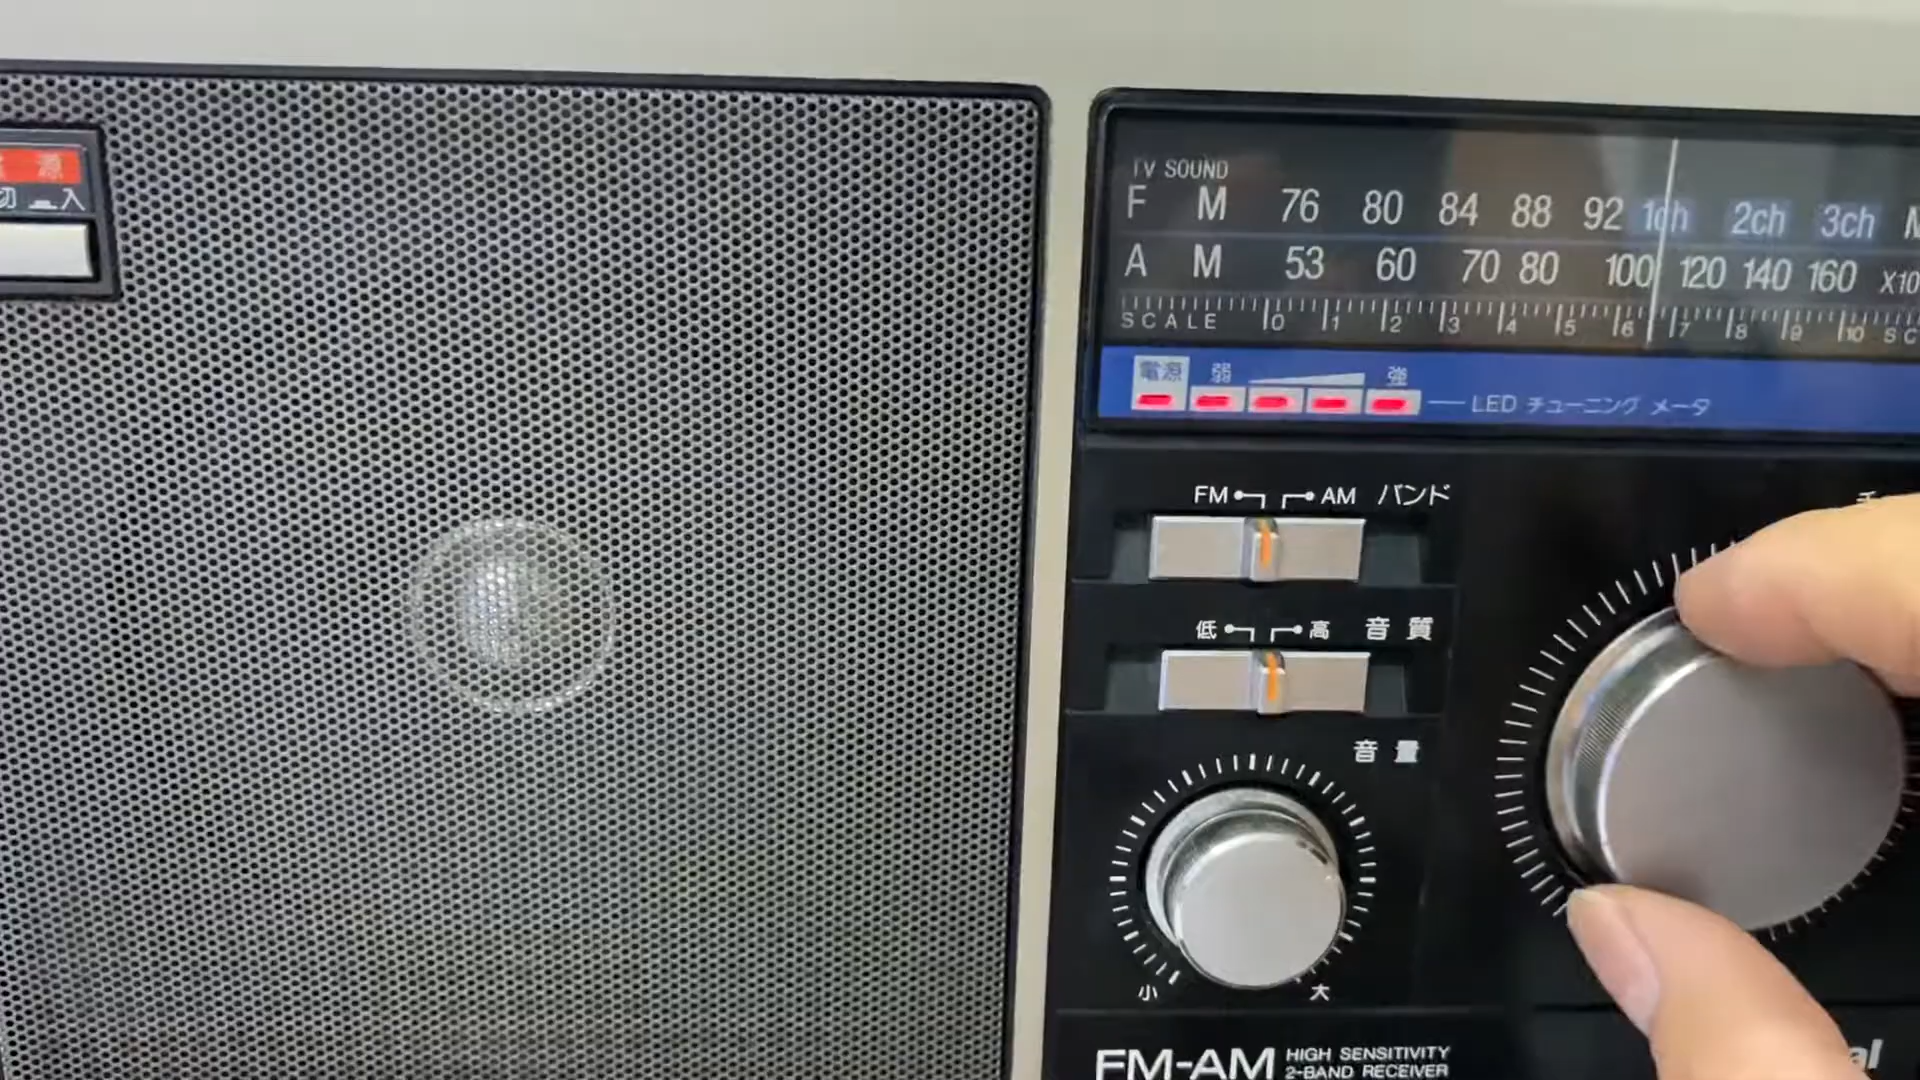 源
切 入
TV SOUND
F M 76 80 84 88 92 1ch 2ch 3ch
A M 53 60 70 80 100 120 140 160 X10
SCALE 0 1 2 3 4 5 6 7 8 9 10 SC
電源 弱 強
LED チューニング メータ
FM AM バンド
低 高 音質
音量
小 大
FM-AM HIGH SENSITIVITY
2-BAND RECEIVER